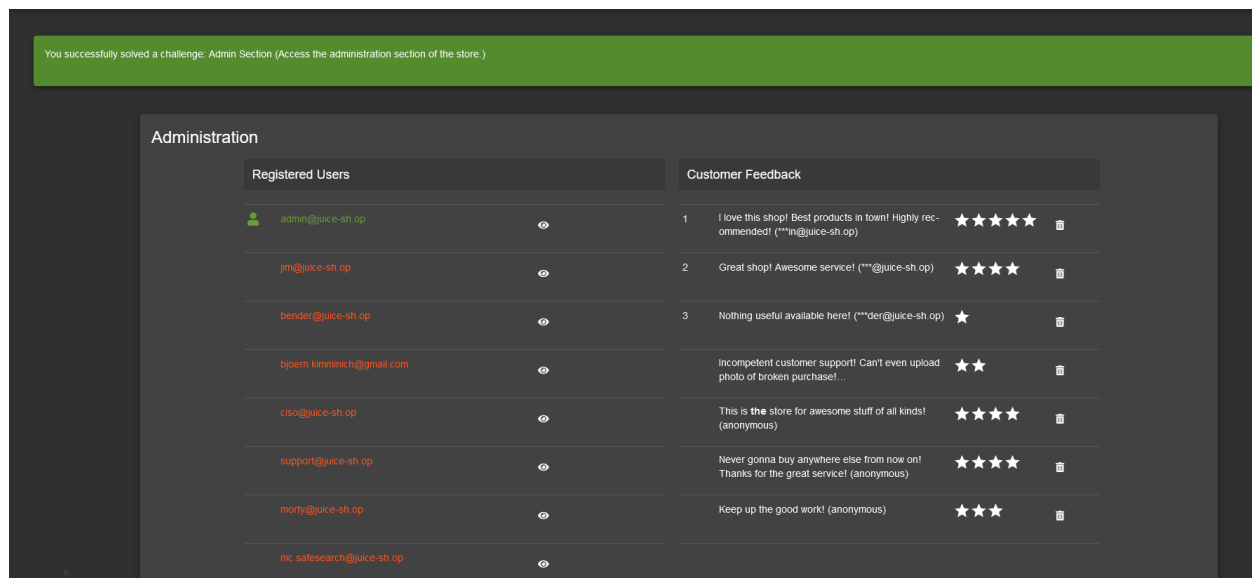 You successfully solved a challenge: Admin Section (Access the administration section of the store.)
Administration
Registered Users
admin@juice-sh.op
jim@juice-sh.op
bender@juice-sh.op
bjoern.kimminich@gmail.com
ciso@juice-sh.op
support@juice-sh.op
morty@juice-sh.op
mc.safesearch@juice-sh.op
Customer Feedback
1
I love this shop! Best products in town! Highly rec-
ommended! (***in@juice-sh.op)
2
Great shop! Awesome service! (***@juice-sh.op)
3
Nothing useful available here! (***der@juice-sh.op)
Incompetent customer support! Can't even upload
photo of broken purchase!...
This is the store for awesome stuff of all kinds!
(anonymous)
Never gonna buy anywhere else from now on!
Thanks for the great service! (anonymous)
Keep up the good work! (anonymous)